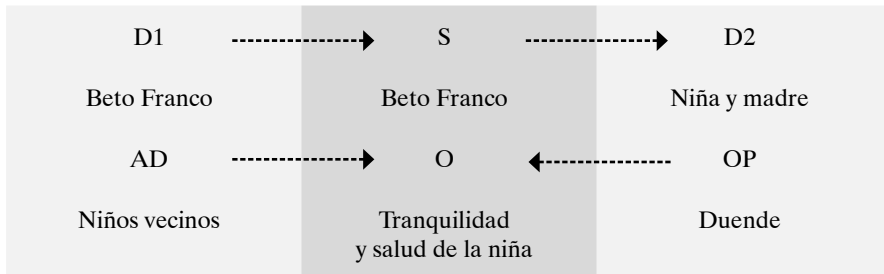 D1 S D2
Beto Franco Beto Franco Niña y madre
AD O OP
Niños vecinos Tranquilidad y salud de la niña Duende